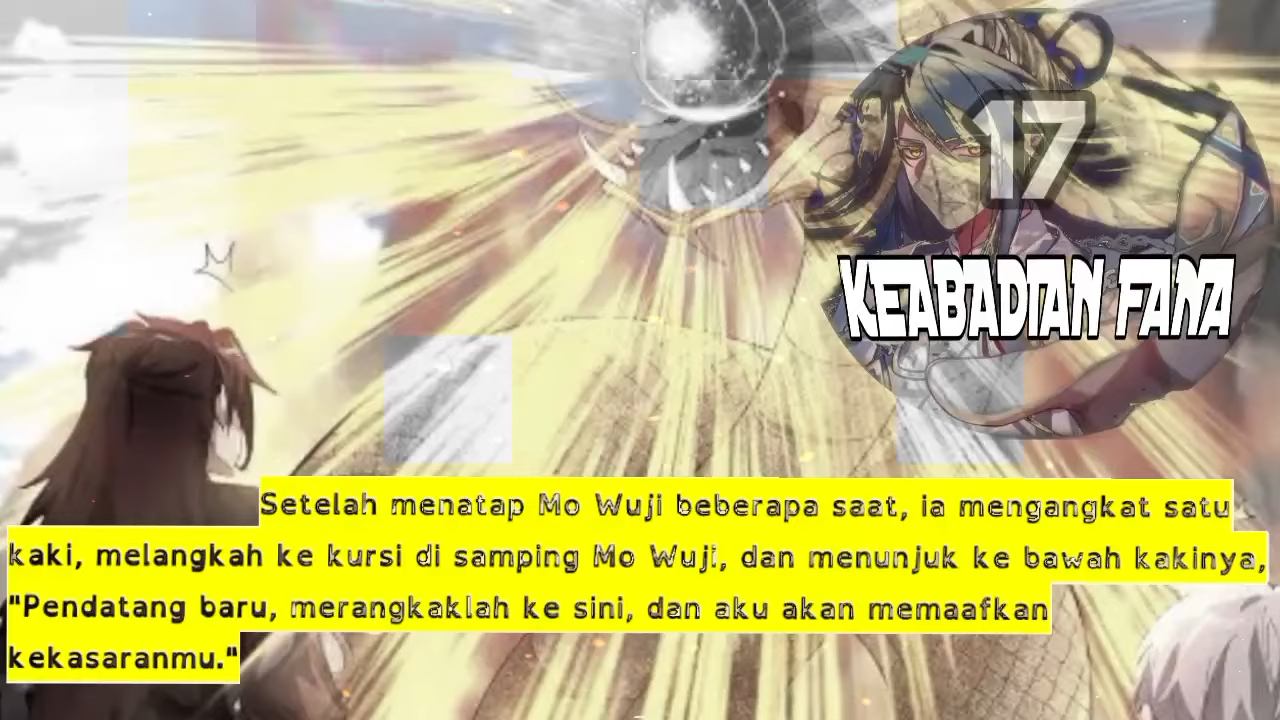 17
KEABADIAN FANA
Setelah menatap Mo Wuji beberapa saat, ia mengangkat satu
kaki, melangkah ke kursi di samping Mo Wuji, dan menunjuk ke bawah kakinya,
"Pendatang baru, merangkaklah ke sini, dan aku akan memaafkan
kekasaranmu."